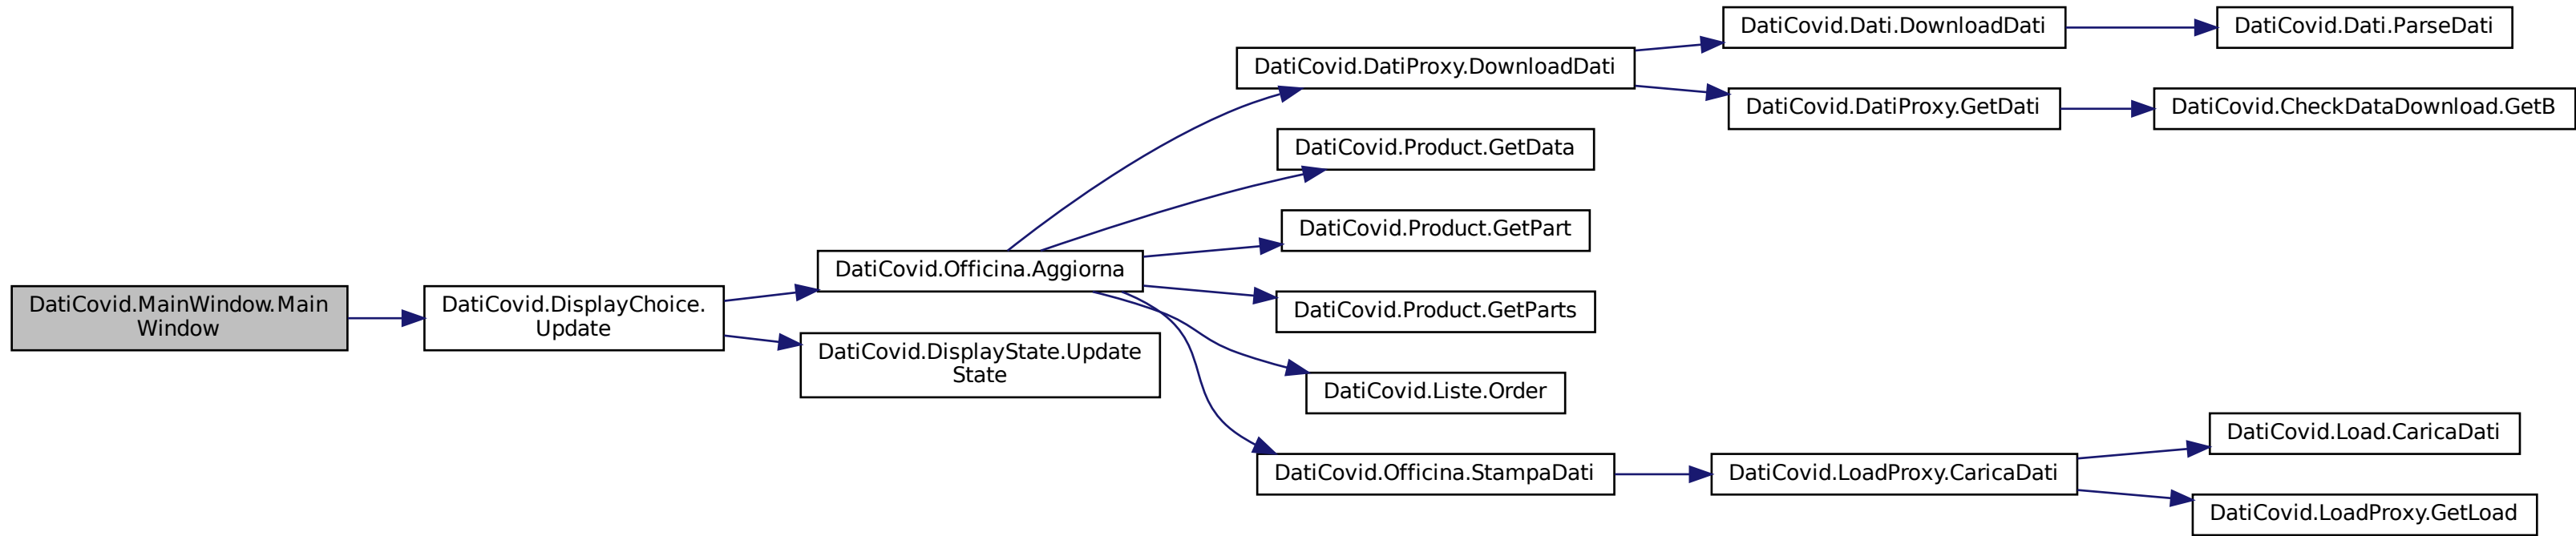 DatiCovid.MainWindow.Main
Window
DatiCovid.DisplayChoice.
Update
DatiCovid.Officina.Aggiorna
DatiCovid.DisplayState.Update
State
DatiCovid.DatiProxy.DownloadDati
DatiCovid.Product.GetData
DatiCovid.Product.GetPart
DatiCovid.Product.GetParts
DatiCovid.Liste.Order
DatiCovid.Officina.StampaDati
DatiCovid.Dati.DownloadDati
DatiCovid.DatiProxy.GetDati
DatiCovid.LoadProxy.CaricaDati
DatiCovid.Dati.ParseDati
DatiCovid.CheckDataDownload.GetB
DatiCovid.Load.CaricaDati
DatiCovid.LoadProxy.GetLoad